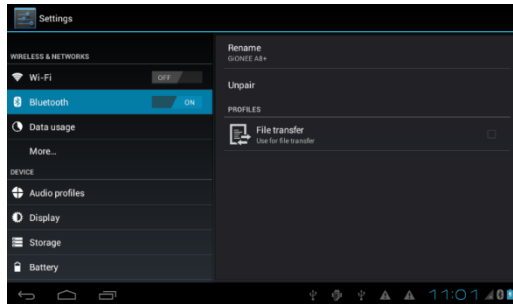 Settings
WIRELESS & NETWORKS
Wi-Fi
OFF
Bluetooth
ON
Data usage
More...
DEVICE
Audio profiles
Display
Storage
Battery
Rename
GIONEE A8+
Unpair
PROFILES
File transfer
Use for file transfer
11:01